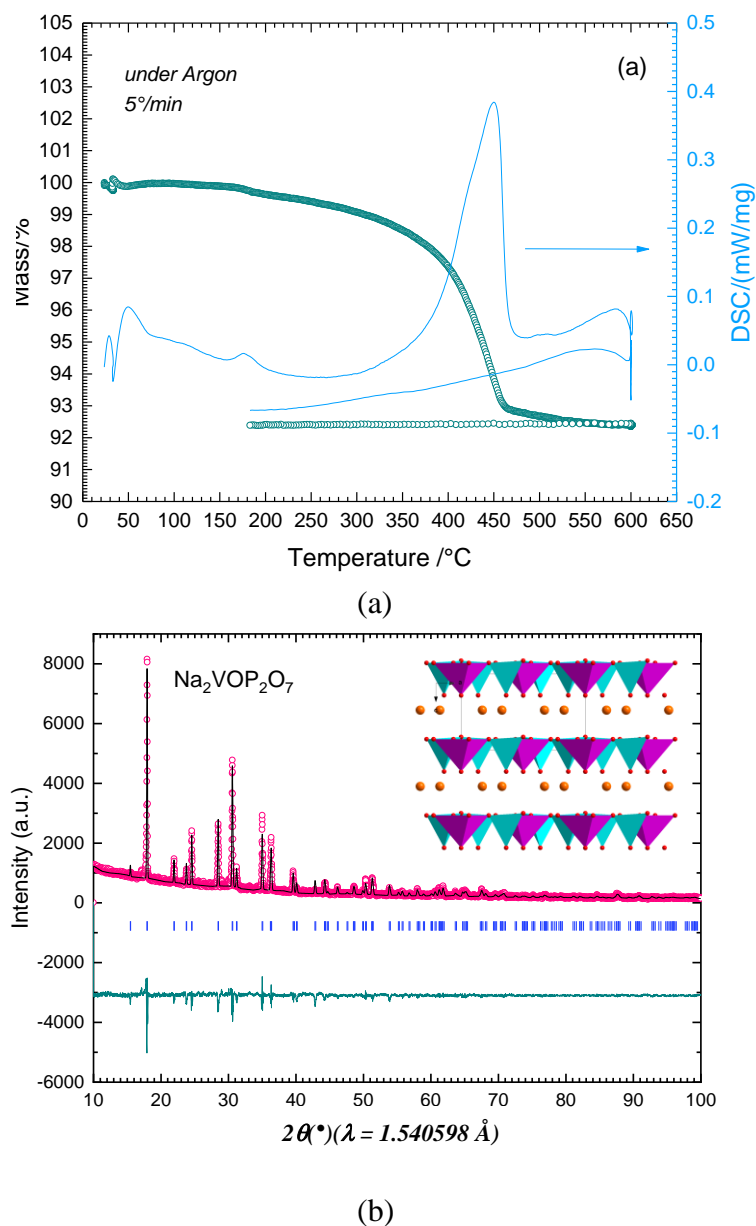 105
104
103
102
101
100
99
98
97
96
95
94
93
92
91
90
Mass/%
under Argon
5°/min
(a)
0.5
0.4
0.3
0.2
0.1
0.0
-0.1
-0.2
DSC/(mW/mg)
0 50 100 150 200 250 300 350 400 450 500 550 600 650
Temperature /°C
(a)
8000
6000
4000
2000
0
-2000
-4000
-6000
Intensity (a.u.)
Na₂VOP₂O₇
10 20 30 40 50 60 70 80 90 100
2θ(°)(λ = 1.540598 Å)
(b)